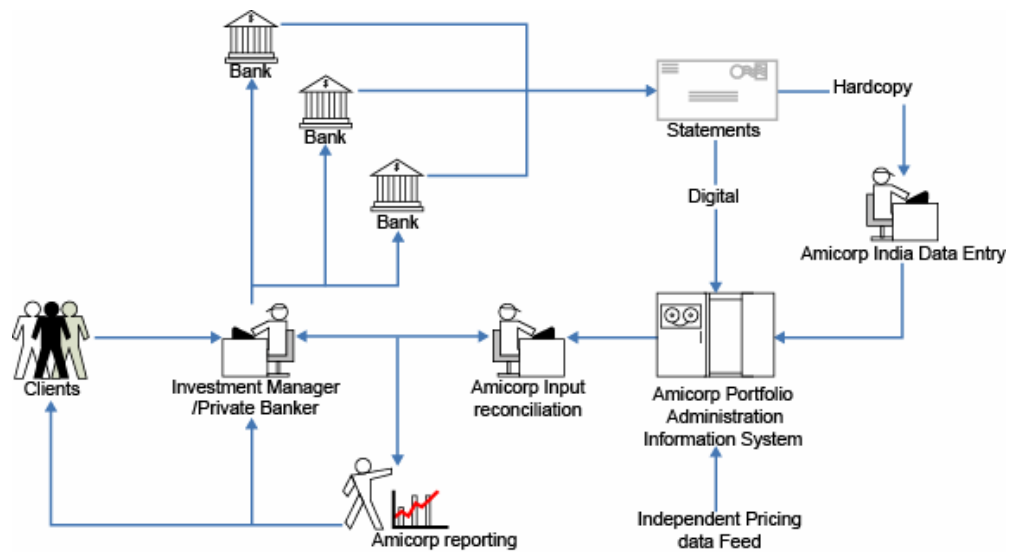 Bank
Bank
Bank
Statements
Hardcopy
Digital
Amicorp India Data Entry
Clients
Investment Manager
/Private Banker
Amicorp Input
reconciliation
Amicorp Portfolio
Administration
Information System
Amicorp reporting
Independent Pricing
data Feed